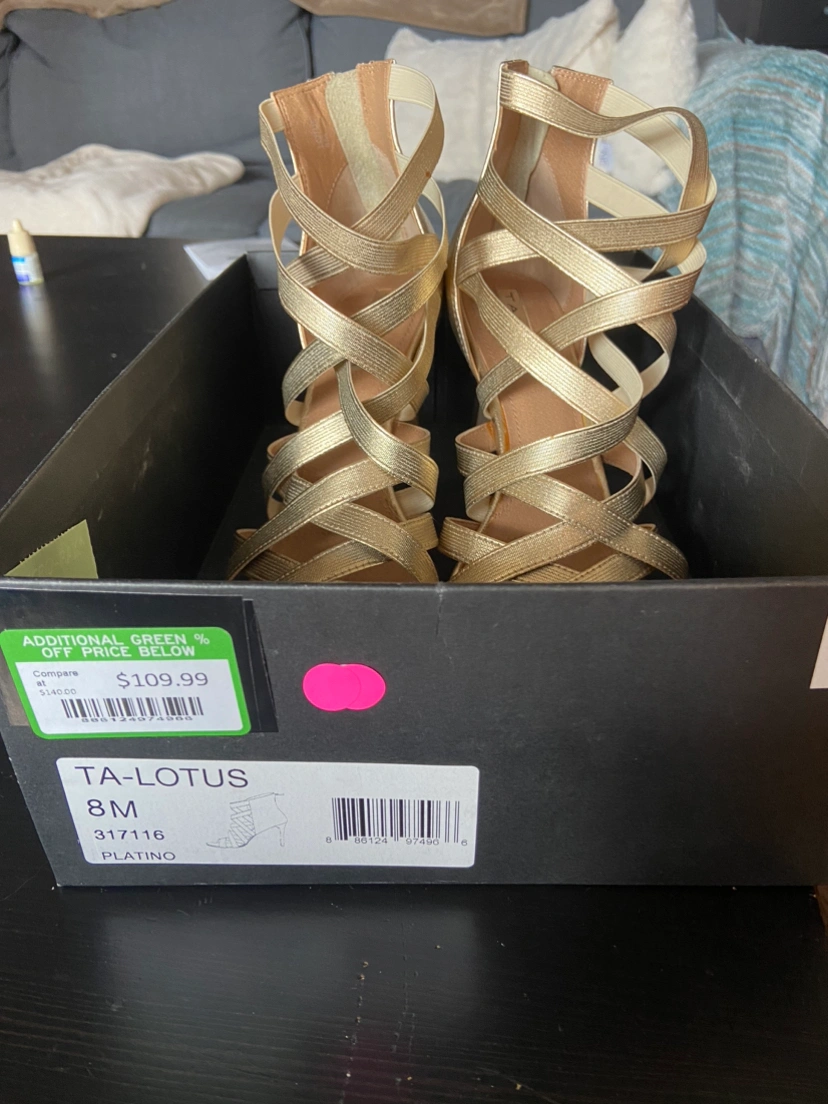 TA
ADDITIONAL GREEN %
OFF PRICE BELOW
Compare
at
$140.00
$109.99
TA-LOTUS
8M
317116
PLATINO
8 86124 97490 6